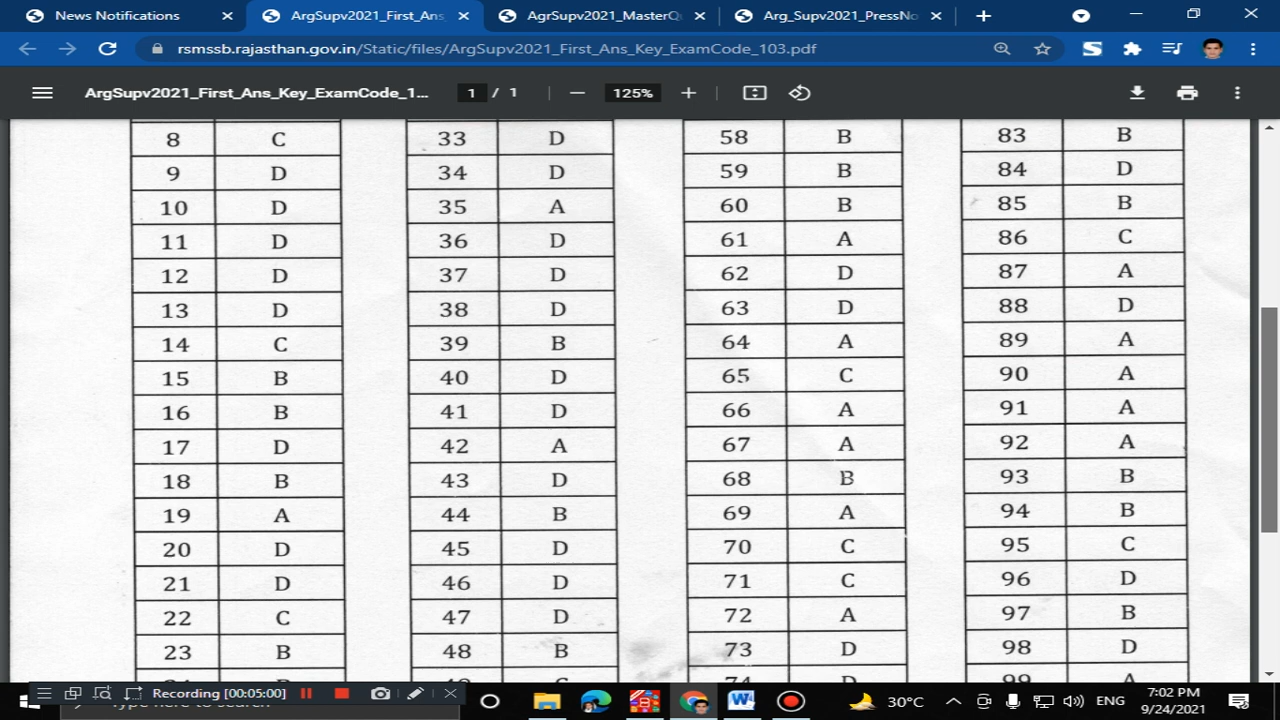 News Notifications
ArgSupv2021_First_Ans
AgrSupv2021_MasterQ
Arg_Supv2021_PressNo
rsmssb.rajasthan.gov.in/Static/files/ArgSupv2021_First_Ans_Key_ExamCode_103.pdf
ArgSupv2021_First_Ans_Key_ExamCode_1... 1 / 1 125%
8 C 33 D 58 B 83 B
9 D 34 D 59 B 84 D
10 D 35 A 60 B 85 B
11 D 36 D 61 A 86 C
12 D 37 D 62 D 87 A
13 D 38 D 63 D 88 D
14 C 39 B 64 A 89 A
15 B 40 D 65 C 90 A
16 B 41 D 66 A 91 A
17 D 42 A 67 A 92 A
18 B 43 D 68 B 93 B
19 A 44 B 69 A 94 B
20 D 45 D 70 C 95 C
21 D 46 D 71 C 96 D
22 C 47 D 72 A 97 B
23 B 48 B 73 D 98 D
Recording [00:05:00]
30°C ENG 7:02 PM
9/24/2021